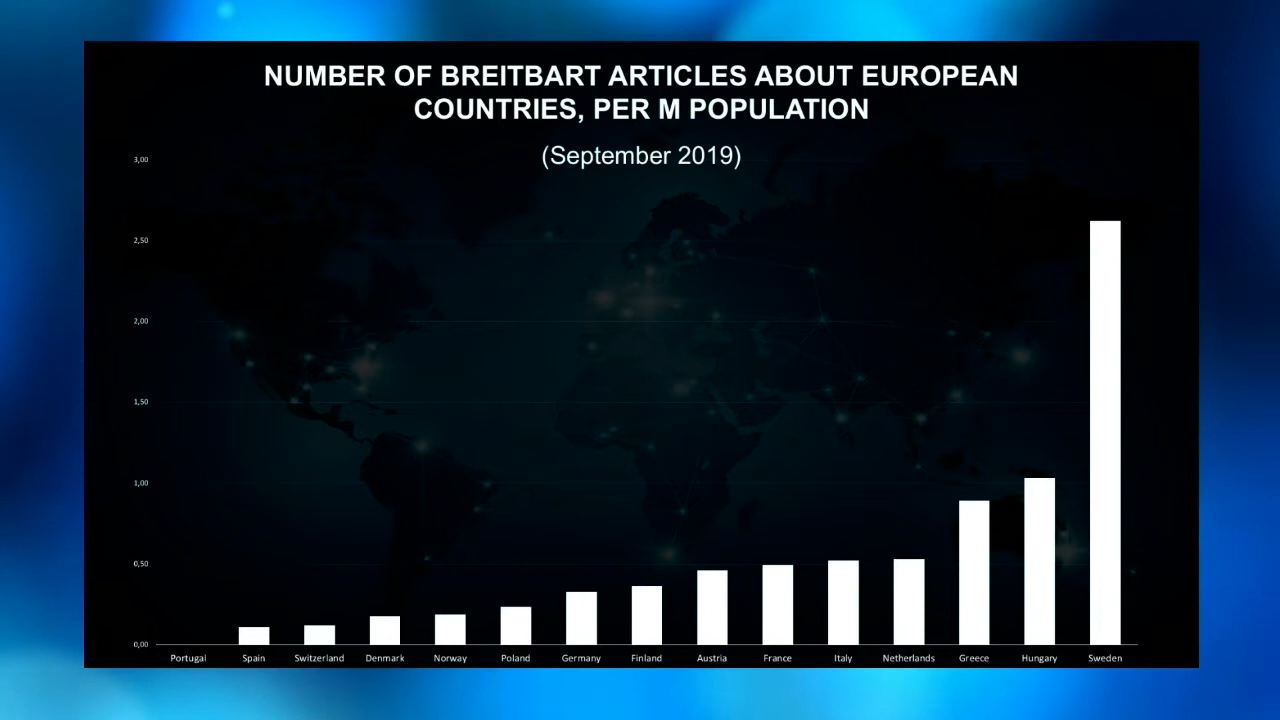 NUMBER OF BREITBART ARTICLES ABOUT EUROPEAN
COUNTRIES, PER M POPULATION
(September 2019)
3,00
2,50
2,00
1,50
1,00
0,50
0,00
Portugal Spain Switzerland Denmark Norway Poland Germany Finland Austria France Italy Netherlands Greece Hungary Sweden